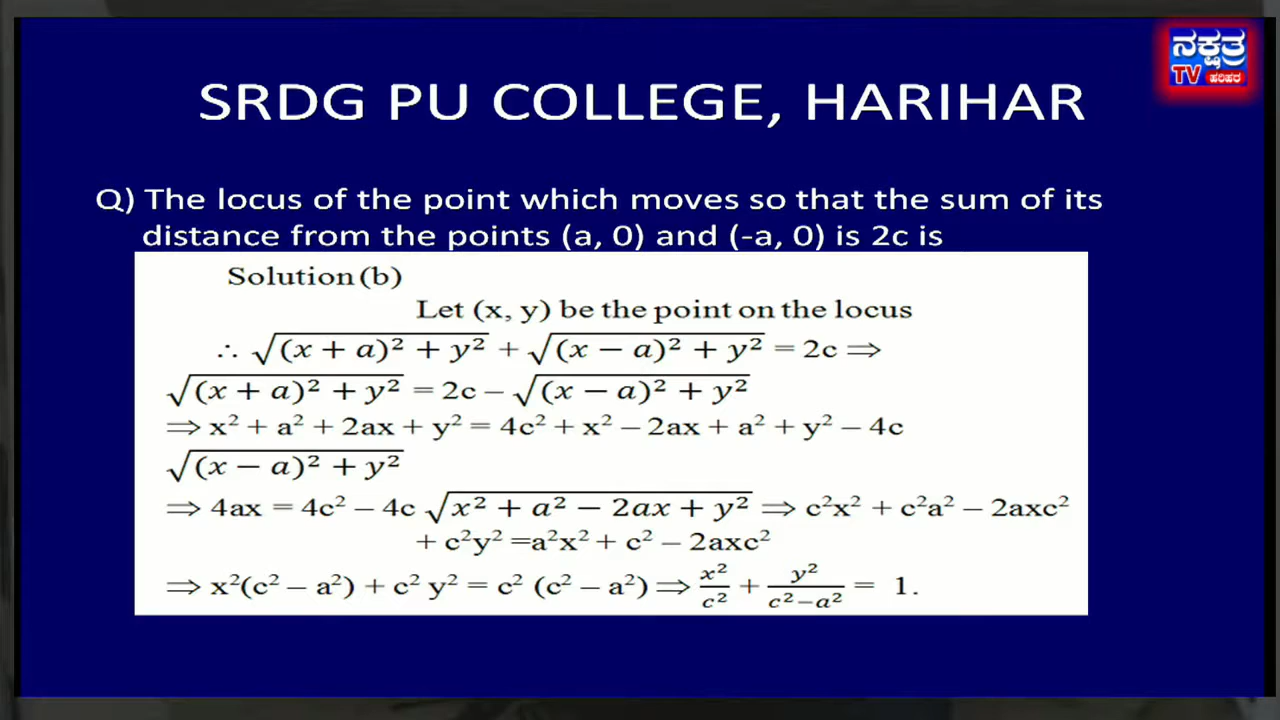 ನಕ್ಷತ್ರ
TV ಹರಿಹರ
SRDG PU COLLEGE, HARIHAR
Q) The locus of the point which moves so that the sum of its
distance from the points (a, 0) and (-a, 0) is 2c is
Solution (b)
Let (x, y) be the point on the locus
∴ √((x + a)² + y²) + √((x − a)² + y²) = 2c ⟹
√((x + a)² + y²) = 2c − √((x − a)² + y²)
⟹ x² + a² + 2ax + y² = 4c² + x² − 2ax + a² + y² − 4c
√((x − a)² + y²)
⟹ 4ax = 4c² − 4c √(x² + a² − 2ax + y²) ⟹ c²x² + c²a² − 2axc²
+ c²y² =a²x² + c² − 2axc²
⟹ x²(c² − a²) + c² y² = c² (c² − a²) ⟹ x²/c² + y²/(c²−a²) = 1.